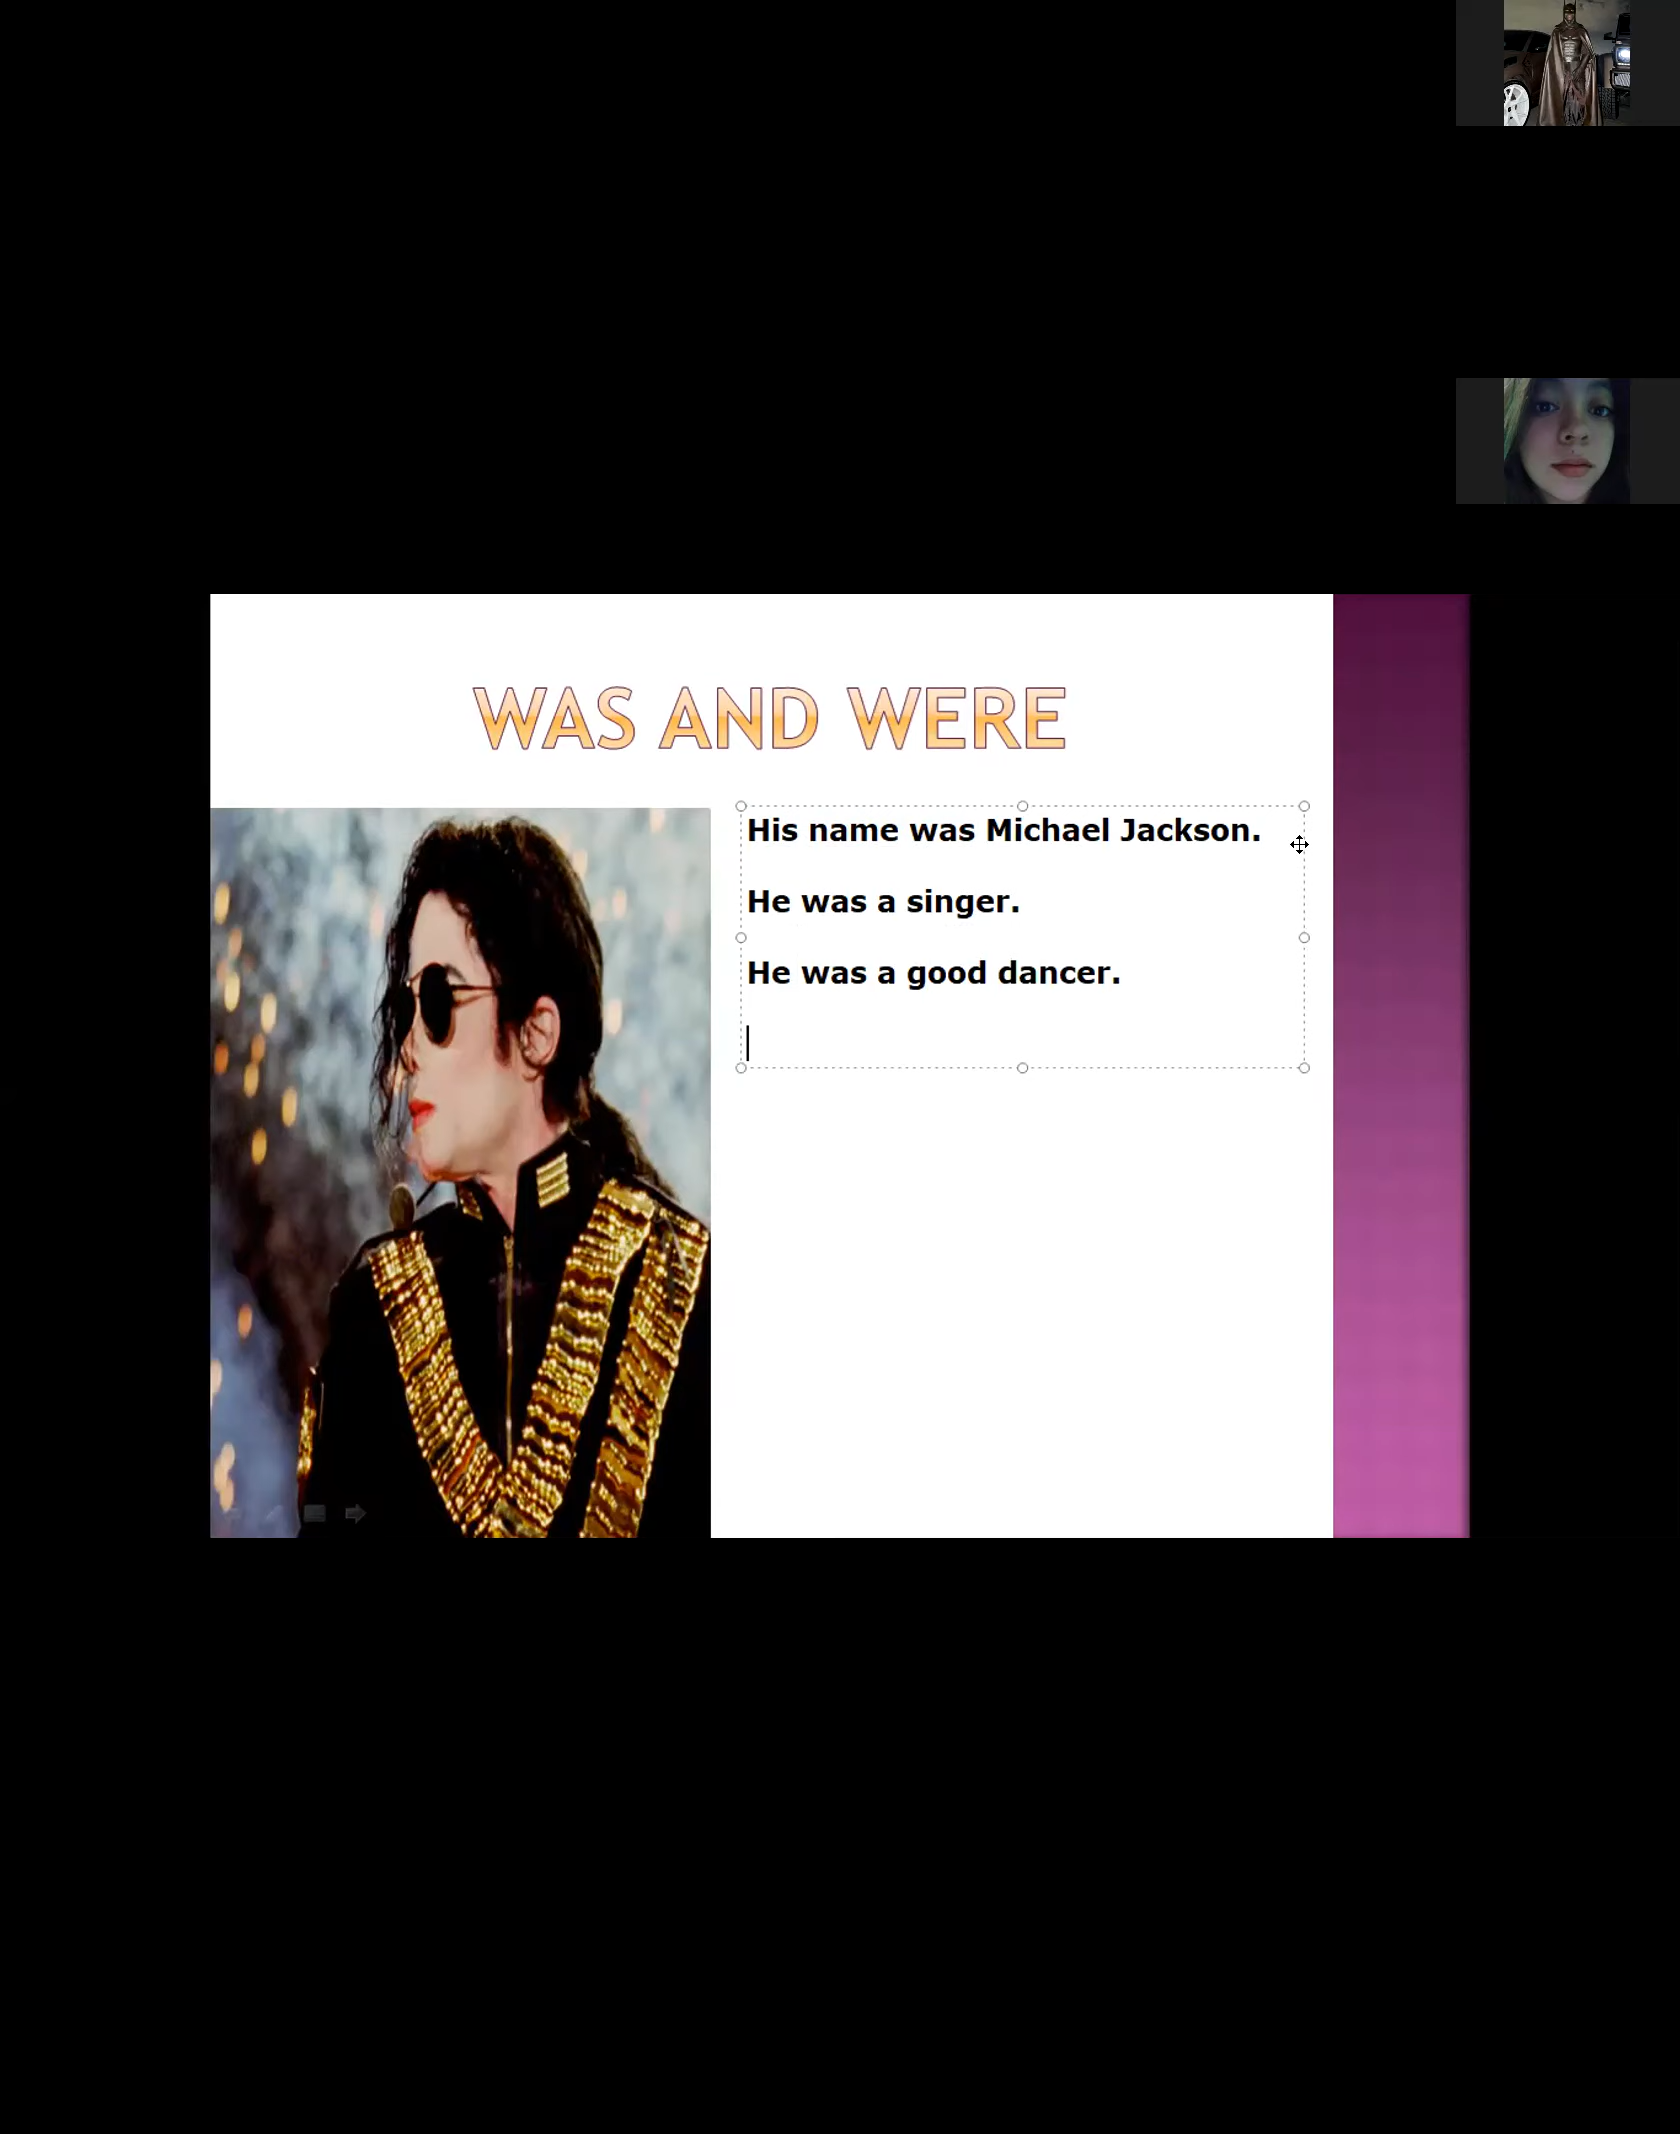 WAS AND WERE
His name was Michael Jackson.
He was a singer.
He was a good dancer.